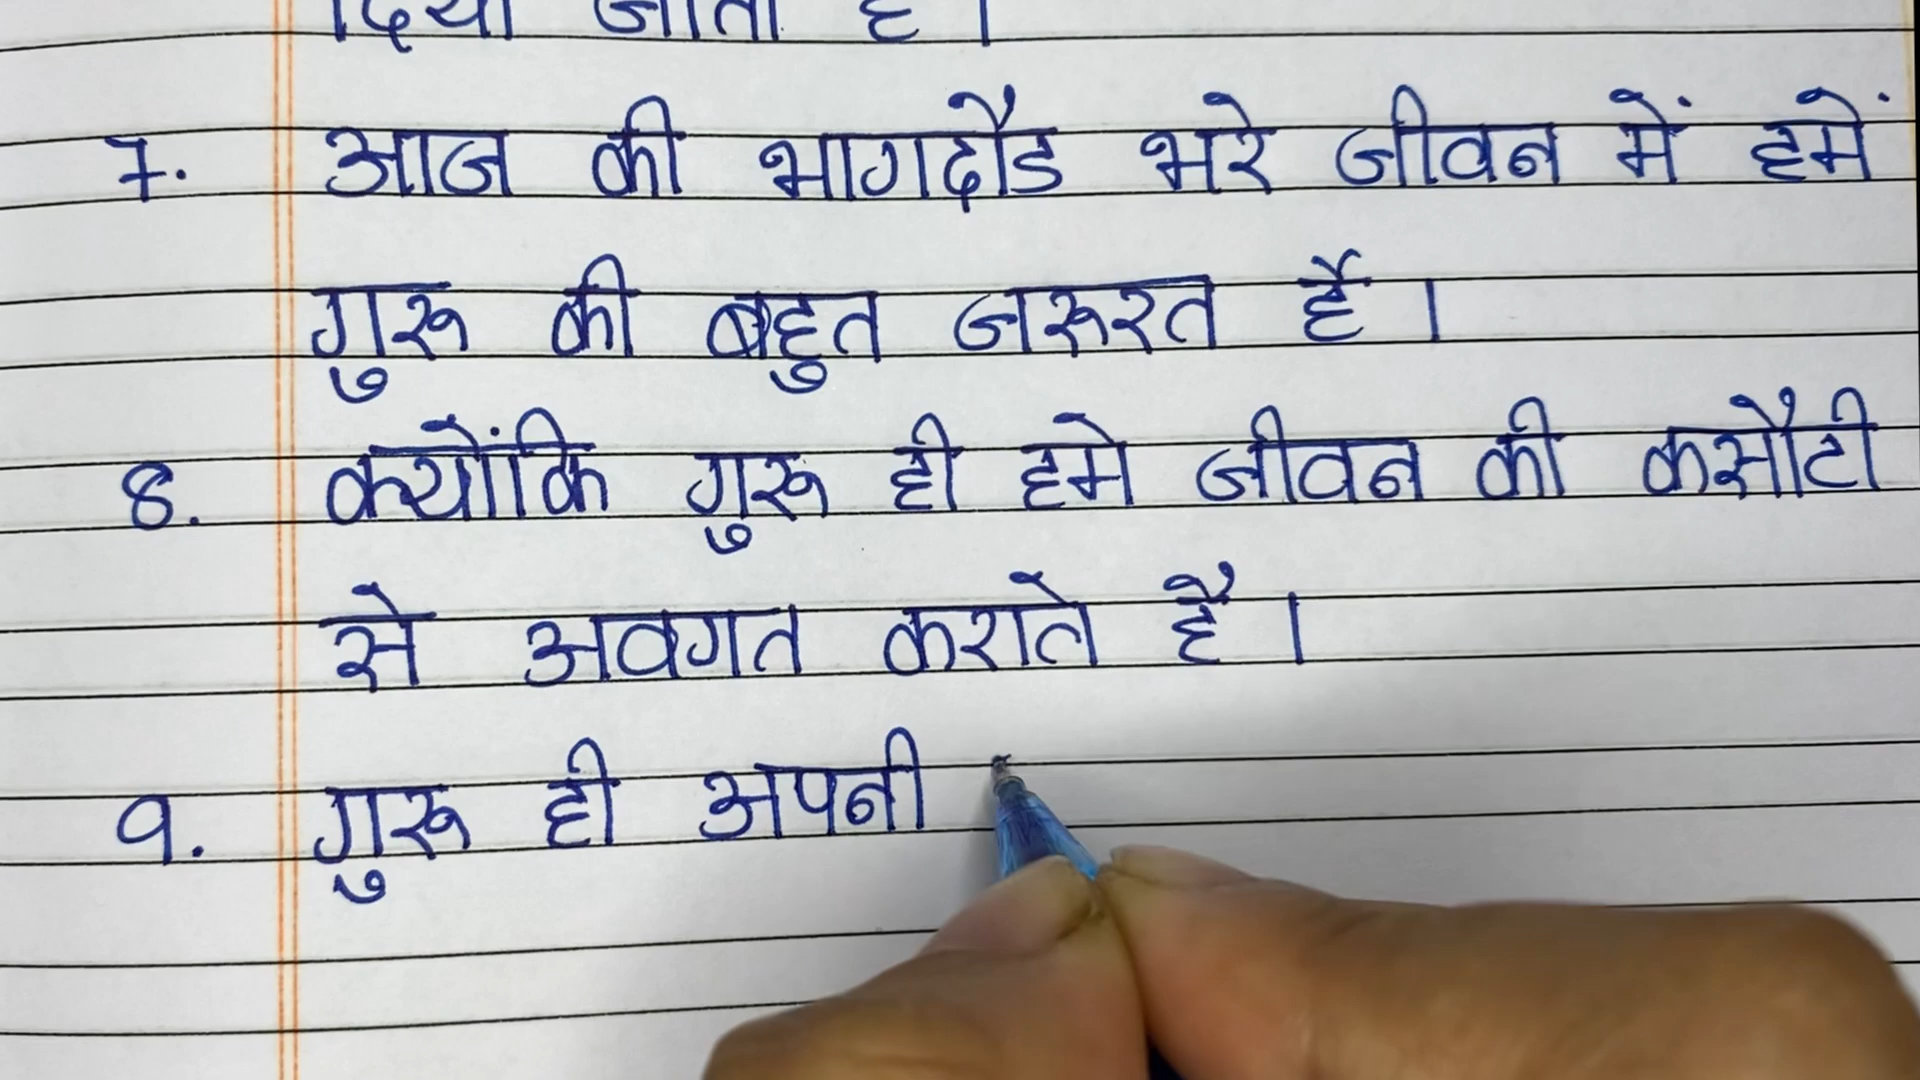 दिया जाता है।
7. आज की भागदौड भरे जीवन में हमें
गुरू की बहुत जरूरत है।
8. क्योंकि गुरू ही हमे जीवन की कसौटी
से अवगत कराते है।
9. गुरू ही अपनी